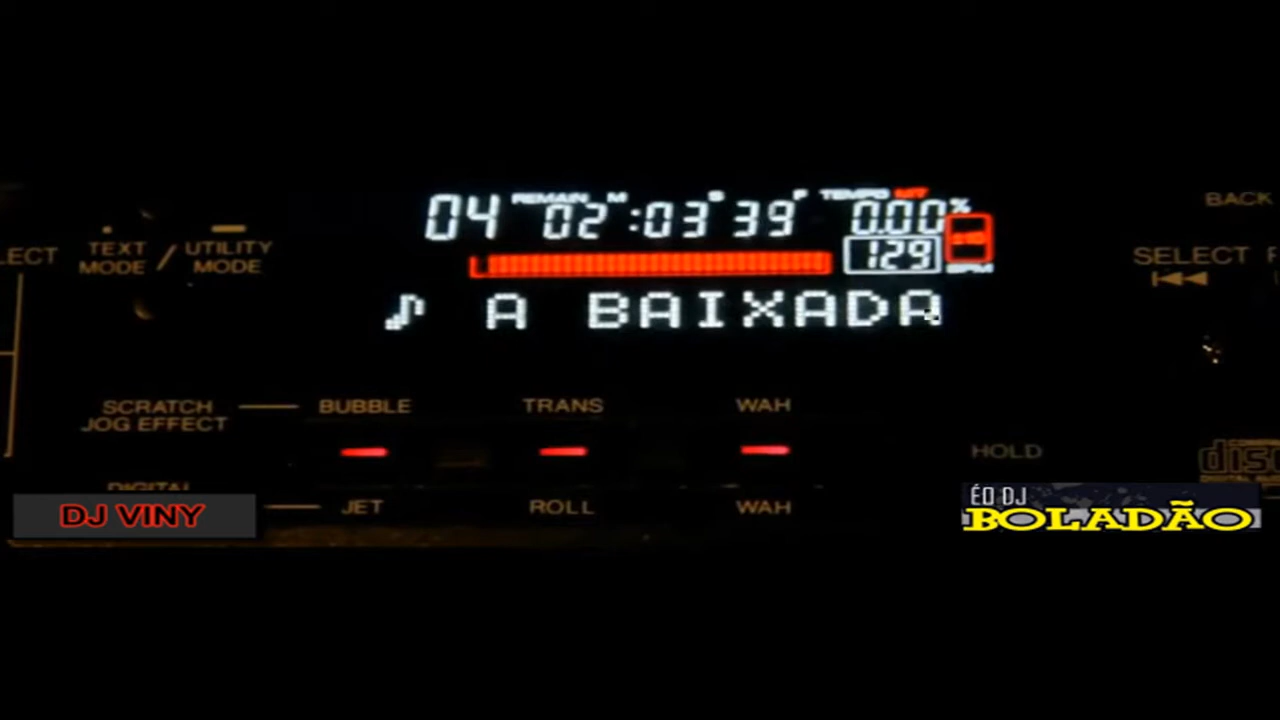 REMAIN M S F TEMPO
04 02:03 39 0.00%
129
BPM
♪ A BAIXADA
BACK
TEXT MODE / UTILITY MODE
SELECT
SCRATCH JOG EFFECT
BUBBLE TRANS WAH
HOLD
DIGITAL
JET ROLL WAH
DJ VINY
ÉO DJ
BOLADÃO